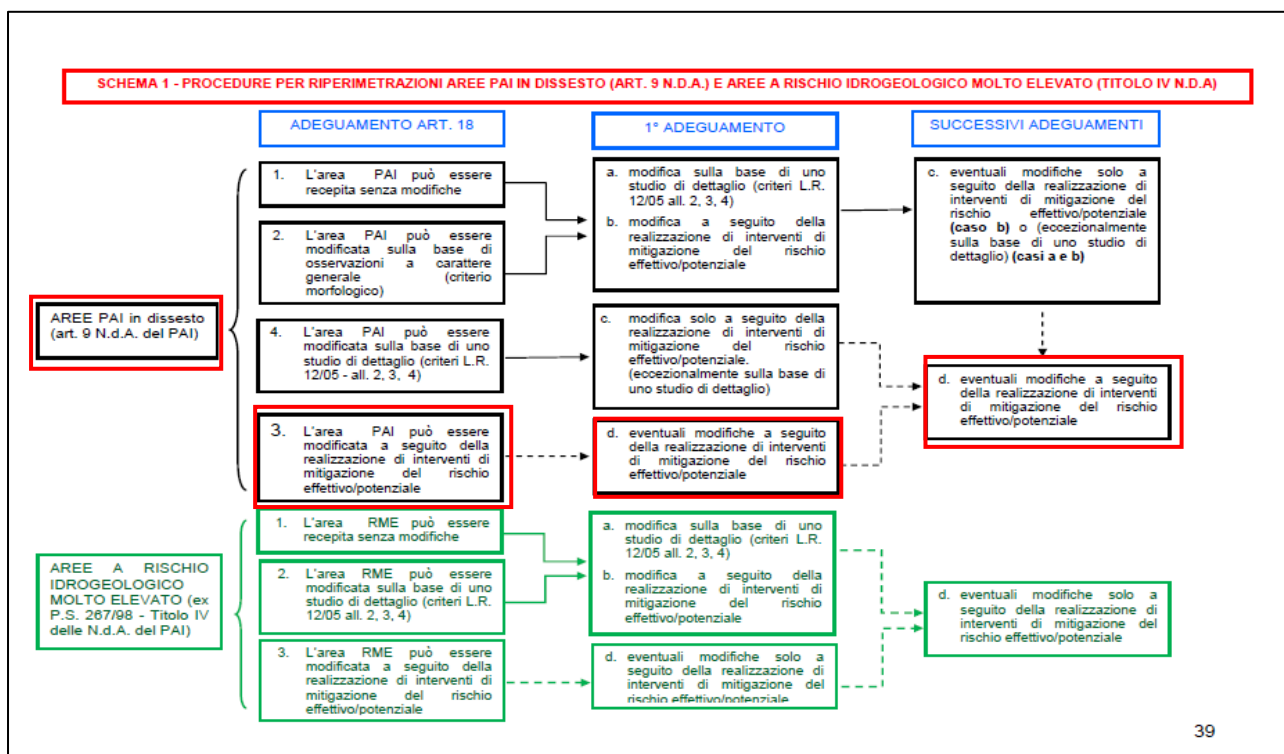 SCHEMA 1 - PROCEDURE PER RIPERIMETRAZIONI AREE PAI IN DISSESTO (ART. 9 N.D.A.) E AREE A RISCHIO IDROGEOLOGICO MOLTO ELEVATO (TITOLO IV N.D.A)
ADEGUAMENTO ART. 18
1° ADEGUAMENTO
SUCCESSIVI ADEGUAMENTI
AREE PAI in dissesto
(art. 9 N.d.A. del PAI)
1. L'area PAI può essere
recepita senza modifiche
2. L'area PAI può essere
modificata sulla base di
osservazioni a carattere
generale (criterio
morfologico)
4. L'area PAI può essere
modificata sulla base di uno
studio di dettaglio (criteri L.R.
12/05 - all. 2, 3, 4)
3. L'area PAI può essere
modificata a seguito della
realizzazione di interventi di
mitigazione del rischio
effettivo/potenziale
a. modifica sulla base di uno
studio di dettaglio (criteri L.R.
12/05 all. 2, 3, 4)
b. modifica a seguito della
realizzazione di interventi di
mitigazione del rischio
effettivo/potenziale
c. modifica solo a seguito della
realizzazione di interventi di
mitigazione del rischio
effettivo/potenziale.
(eccezionalmente sulla base di
uno studio di dettaglio)
d. eventuali modifiche a seguito
della realizzazione di interventi
di mitigazione del rischio
effettivo/potenziale
c. eventuali modifiche solo a
seguito della realizzazione di
interventi di mitigazione del
rischio effettivo/potenziale
(caso b) o (eccezionalmente
sulla base di uno studio di
dettaglio) (casi a e b)
d. eventuali modifiche a seguito
della realizzazione di interventi
di mitigazione del rischio
effettivo/potenziale
AREE A RISCHIO
IDROGEOLOGICO
MOLTO ELEVATO (ex
P.S. 267/98 - Titolo IV
delle N.d.A. del PAI)
1. L'area RME può essere
recepita senza modifiche
2. L'area RME può essere
modificata sulla base di uno
studio di dettaglio (criteri L.R.
12/05 all. 2, 3, 4)
3. L'area RME può essere
modificata a seguito della
realizzazione di interventi di
mitigazione del rischio
effettivo/potenziale
a. modifica sulla base di uno
studio di dettaglio (criteri L.R.
12/05 all. 2, 3, 4)
b. modifica a seguito della
realizzazione di interventi di
mitigazione del rischio
effettivo/potenziale
d. eventuali modifiche solo a
seguito della realizzazione di
interventi di mitigazione del
rischio effettivo/potenziale
d. eventuali modifiche solo a
seguito della realizzazione di
interventi di mitigazione del
rischio effettivo/potenziale
39